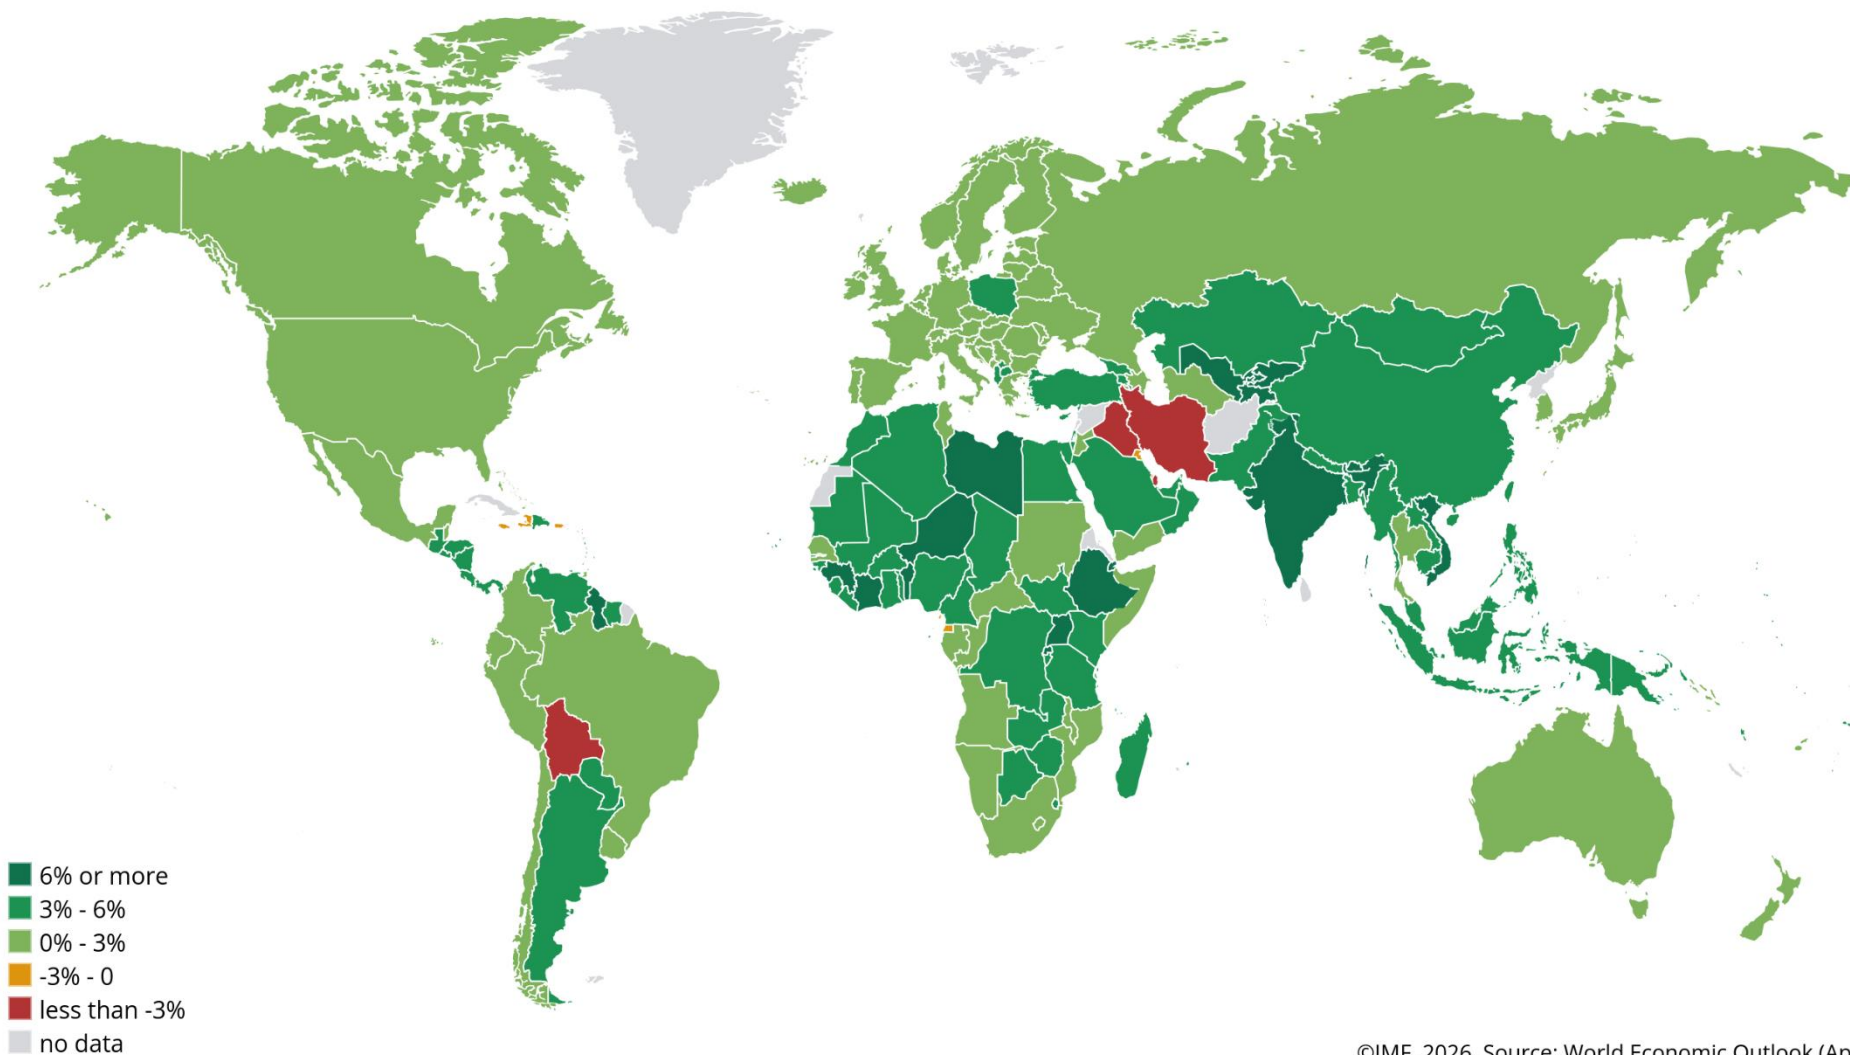 6% or more
3% - 6%
0% - 3%
-3% - 0
less than -3%
no data
©IMF, 2026, Source: World Economic Outlook (Ap